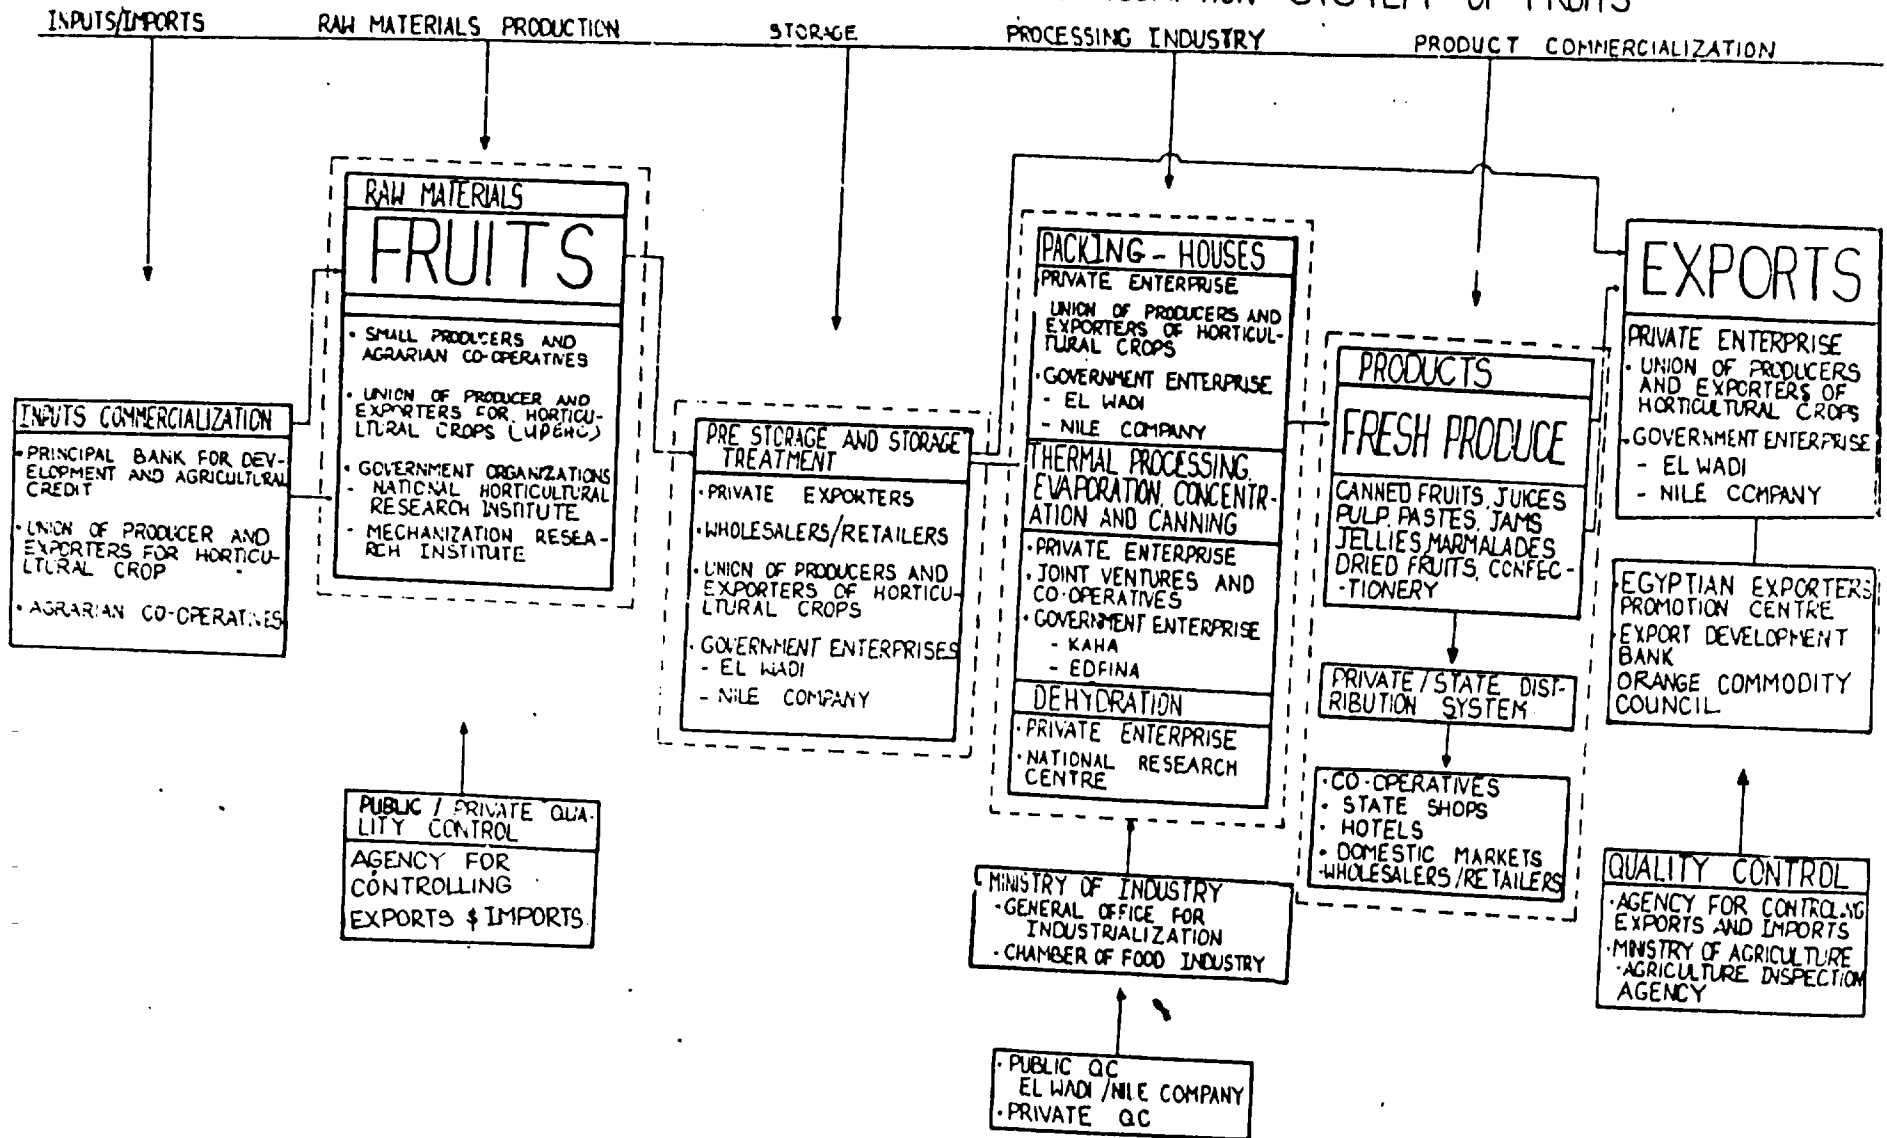 SYSTEM OF FRUITS
INPUTS/IMPORTS
RAW MATERIALS PRODUCTION
STORAGE
PROCESSING INDUSTRY
PRODUCT COMMERCIALIZATION
INPUTS COMMERCIALIZATION
• PRINCIPAL BANK FOR DEV-
ELOPMENT AND AGRICULTURAL
CREDIT
• UNION OF PRODUCER AND
EXPORTERS FOR HORTICU-
LTURAL CROP
• AGRARIAN CO-OPERATIVES
RAW MATERIALS
FRUITS
• SMALL PRODUCERS AND
AGRARIAN CO-OPERATIVES
• UNION OF PRODUCER AND
EXPORTERS FOR HORTICU-
LTURAL CROPS (UPEHC)
• GOVERNMENT ORGANIZATIONS
- NATIONAL HORTICULTURAL
RESEARCH INSTITUTE
- MECHANIZATION RESEA-
RCH INSTITUTE
PUBLIC / PRIVATE QUA-
LITY CONTROL
AGENCY FOR
CONTROLLING
EXPORTS $ IMPORTS
PRE STORAGE AND STORAGE
TREATMENT
• PRIVATE EXPORTERS
• WHOLESALERS/RETAILERS
• UNION OF PRODUCERS AND
EXPORTERS OF HORTICU-
LTURAL CROPS
• GOVERNMENT ENTERPRISES
- EL WADI
- NILE COMPANY
PACKING - HOUSES
PRIVATE ENTERPRISE
UNION OF PRODUCERS AND
EXPORTERS OF HORTICUL-
TURAL CROPS
• GOVERNMENT ENTERPRISE
- EL WADI
- NILE COMPANY
THERMAL PROCESSING,
EVAPORATION, CONCENTR-
ATION AND CANNING
• PRIVATE ENTERPRISE
• JOINT VENTURES AND
CO-OPERATIVES
• GOVERNMENT ENTERPRISE
- KAHA
- EDFINA
DEHYDRATION
• PRIVATE ENTERPRISE
• NATIONAL RESEARCH
CENTRE
• MINISTRY OF INDUSTRY
• GENERAL OFFICE FOR
INDUSTRIALIZATION
• CHAMBER OF FOOD INDUSTRY
• PUBLIC QC
EL WADI/NILE COMPANY
• PRIVATE QC
PRODUCTS
FRESH PRODUCE
CANNED FRUITS, JUICES
PULP, PASTES, JAMS
JELLIES, MARMALADES
DRIED FRUITS, CONFEC-
-TIONERY
PRIVATE/STATE DIST-
RIBUTION SYSTEM
• CO-OPERATIVES
• STATE SHOPS
• HOTELS
• DOMESTIC MARKETS
•WHOLESALERS/RETAILERS
EXPORTS
PRIVATE ENTERPRISE
• UNION OF PRODUCERS
AND EXPORTERS OF
HORTICULTURAL CROPS
• GOVERNMENT ENTERPRISE
- EL WADI
- NILE COMPANY
• EGYPTIAN EXPORTERS
PROMOTION CENTRE
• EXPORT DEVELOPMENT
BANK
ORANGE COMMODITY
COUNCIL
QUALITY CONTROL
• AGENCY FOR CONTROLING
EXPORTS AND IMPORTS
• MINISTRY OF AGRICULTURE
• AGRICULTURE INSPECTION
AGENCY